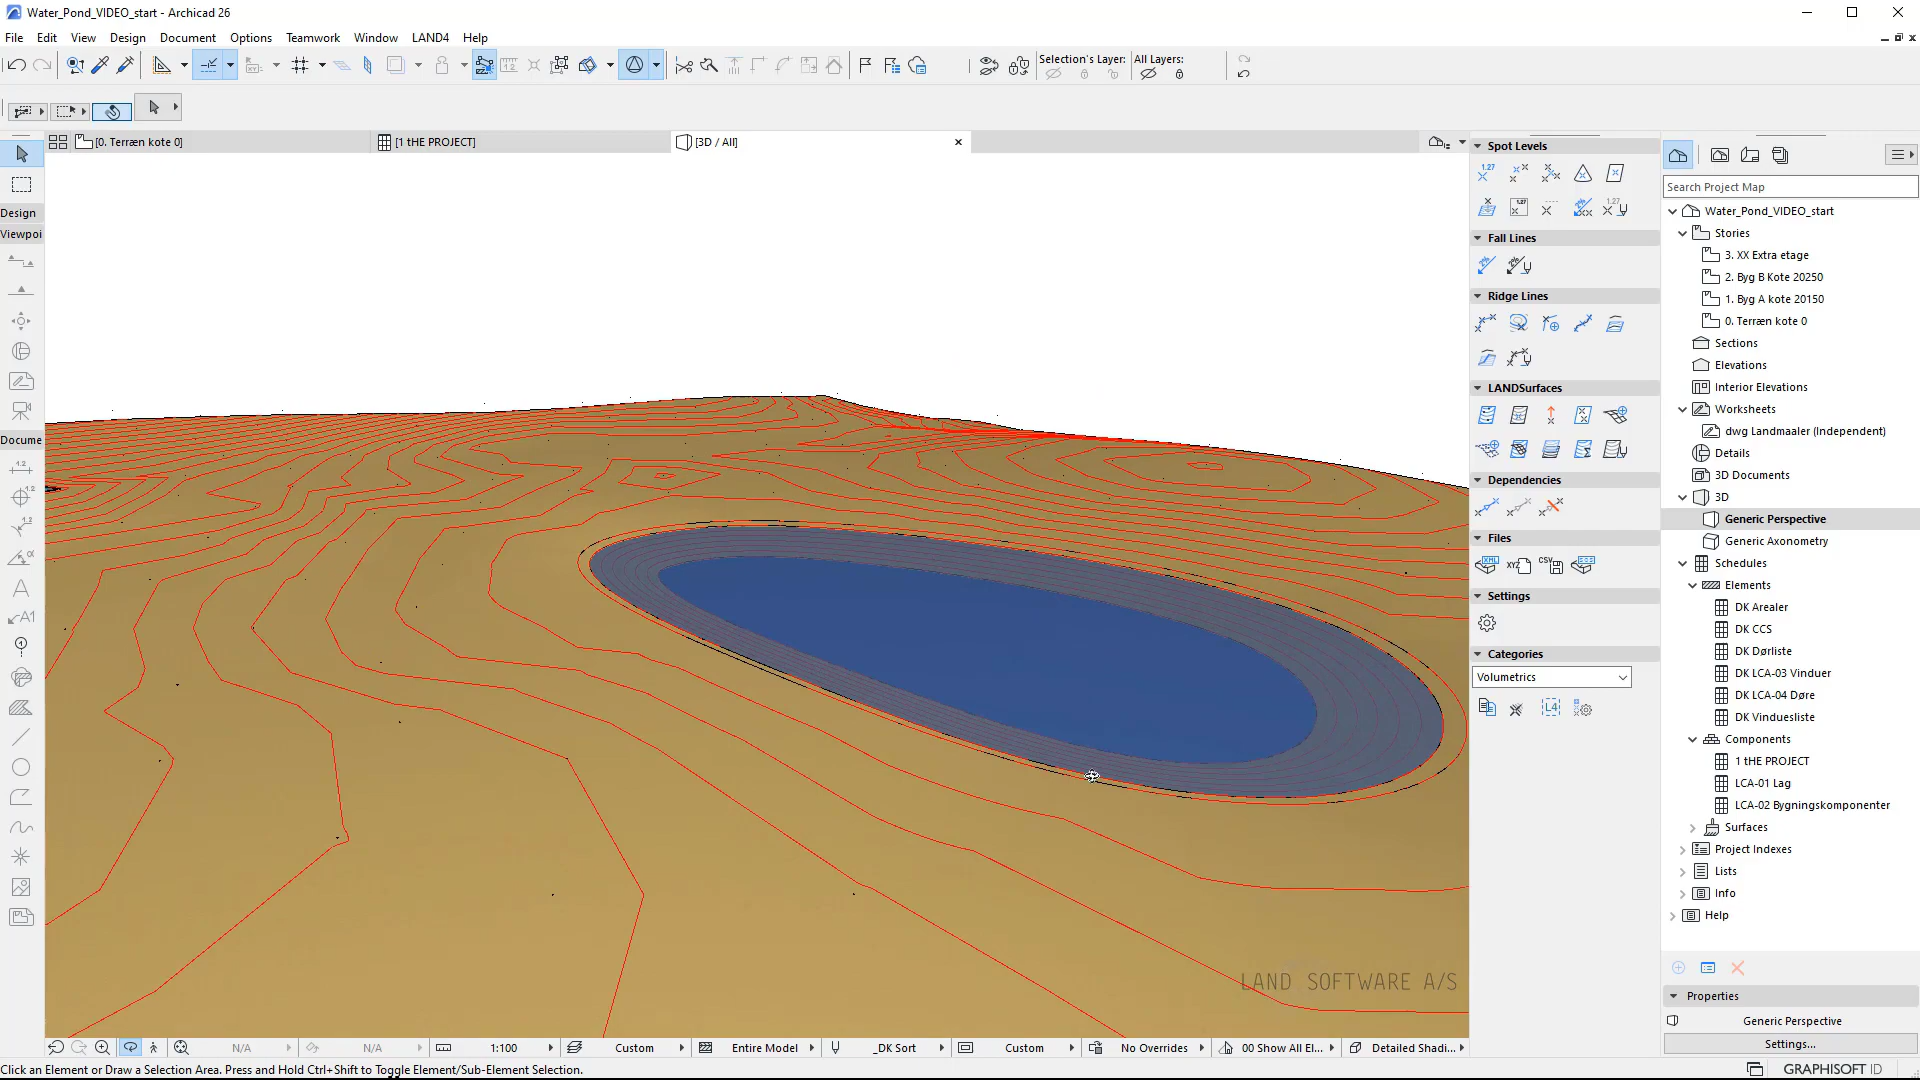 Water_Pond_VIDEO_start - Archicad 26
File Edit View Design Document Options Teamwork Window LAND4 Help
Selection's Layer: All Layers:
[0. Terræn kote 0]
[1 tHE PROJECT]
[3D / All]
Design
Viewpoi
Docume
Spot Levels
Fall Lines
Ridge Lines
LANDSurfaces
Dependencies
Files
Settings
Categories
Volumetrics
Search Project Map
Water_Pond_VIDEO_start
Stories
3. XX Extra etage
2. Byg B Kote 20250
1. Byg A kote 20150
0. Terræn kote 0
Sections
Elevations
Interior Elevations
Worksheets
dwg Landmaaler (Independent)
Details
3D Documents
3D
Generic Perspective
Generic Axonometry
Schedules
Elements
DK Arealer
DK CCS
DK Dørliste
DK LCA-03 Vinduer
DK LCA-04 Døre
DK Vinduesliste
Components
1 tHE PROJECT
LCA-01 Lag
LCA-02 Bygningskomponenter
Surfaces
Project Indexes
Lists
Info
Help
Properties
Generic Perspective
Settings...
LAND SOFTWARE A/S
N/A N/A 1:100 Custom Entire Model _DK Sort Custom No Overrides 00 Show All El... Detailed Shadi...
Click an Element or Draw a Selection Area. Press and Hold Ctrl+Shift to Toggle Element/Sub-Element Selection.
GRAPHISOFT ID